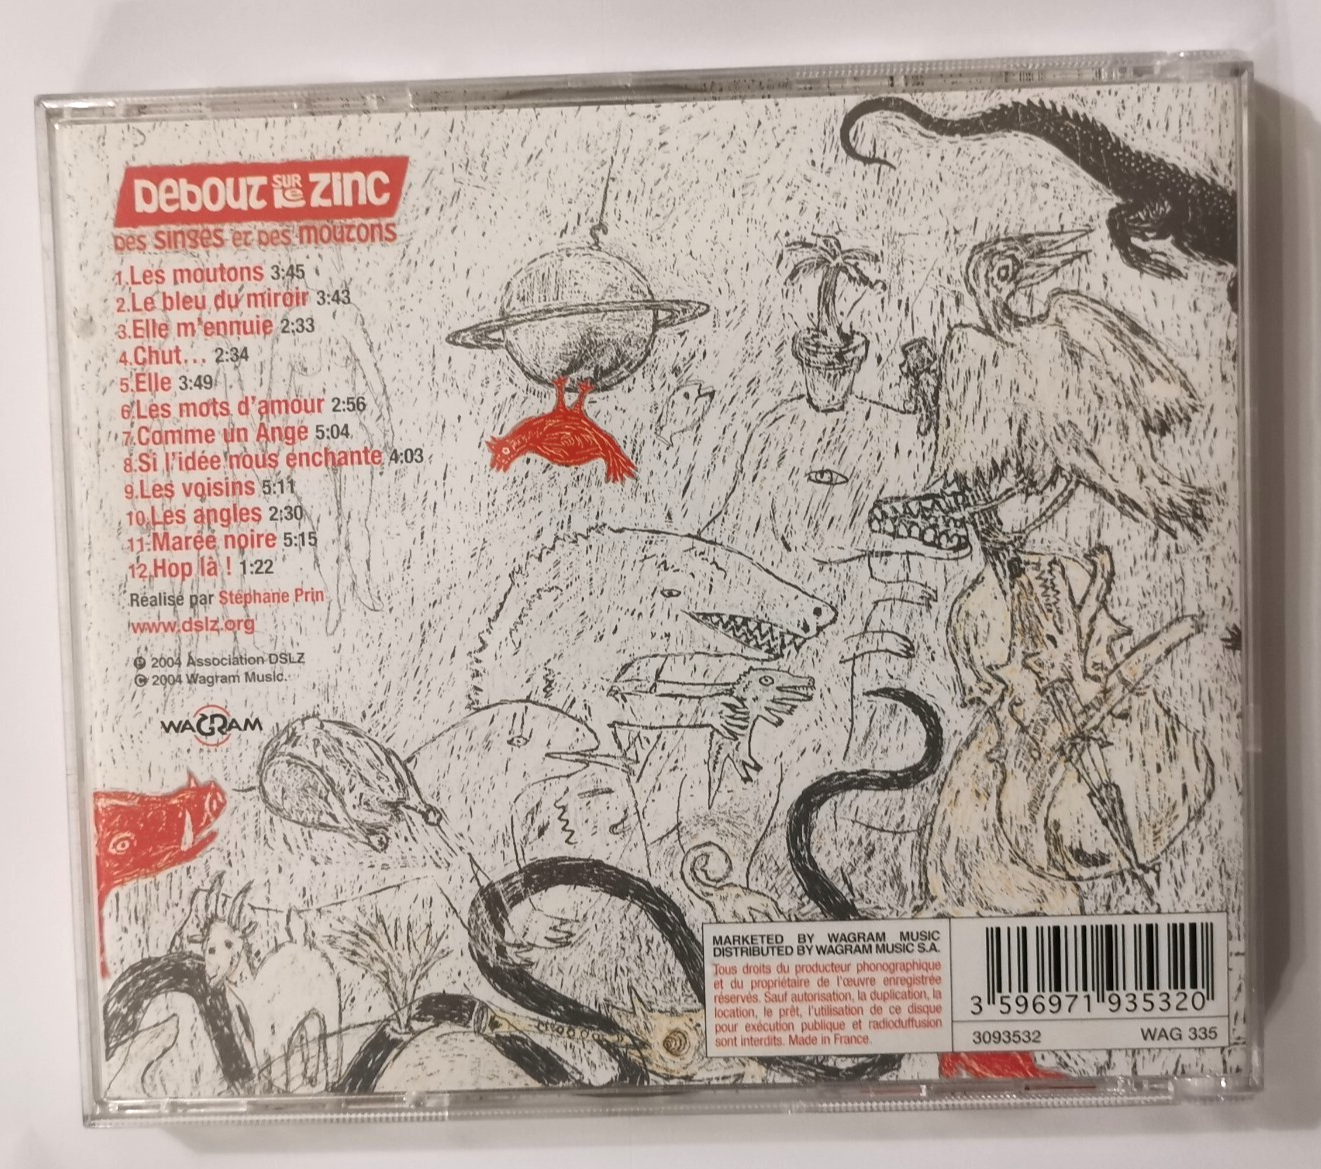 Debout sur le Zinc
Des singes et des moutons
1.Les moutons 3:45
2.Le bleu du miroir 3:43
3.Elle m'ennuie 2:33
4.Chut... 2:34
5.Elle 3:49
6.Les mots d'amour 2:56
7.Comme un Ange 5:04
8.Si l'idée nous enchante 4:03
9.Les voisins 5:11
10.Les angles 2:30
11.Marée noire 5:15
12.Hop là ! 1:22
Réalisé par Stéphane Prin
www.dslz.org
℗ 2004 Association DSLZ
© 2004 Wagram Music.
WAGRAM
MARKETED BY WAGRAM MUSIC
DISTRIBUTED BY WAGRAM MUSIC S.A.
Tous droits du producteur phonographique
et du propriétaire de l'œuvre enregistrée
réservés. Sauf autorisation, la duplication, la
location, le prêt, l'utilisation de ce disque
pour exécution publique et radioduffusion
sont interdits. Made in France.
3 596971 935320
3093532 WAG 335